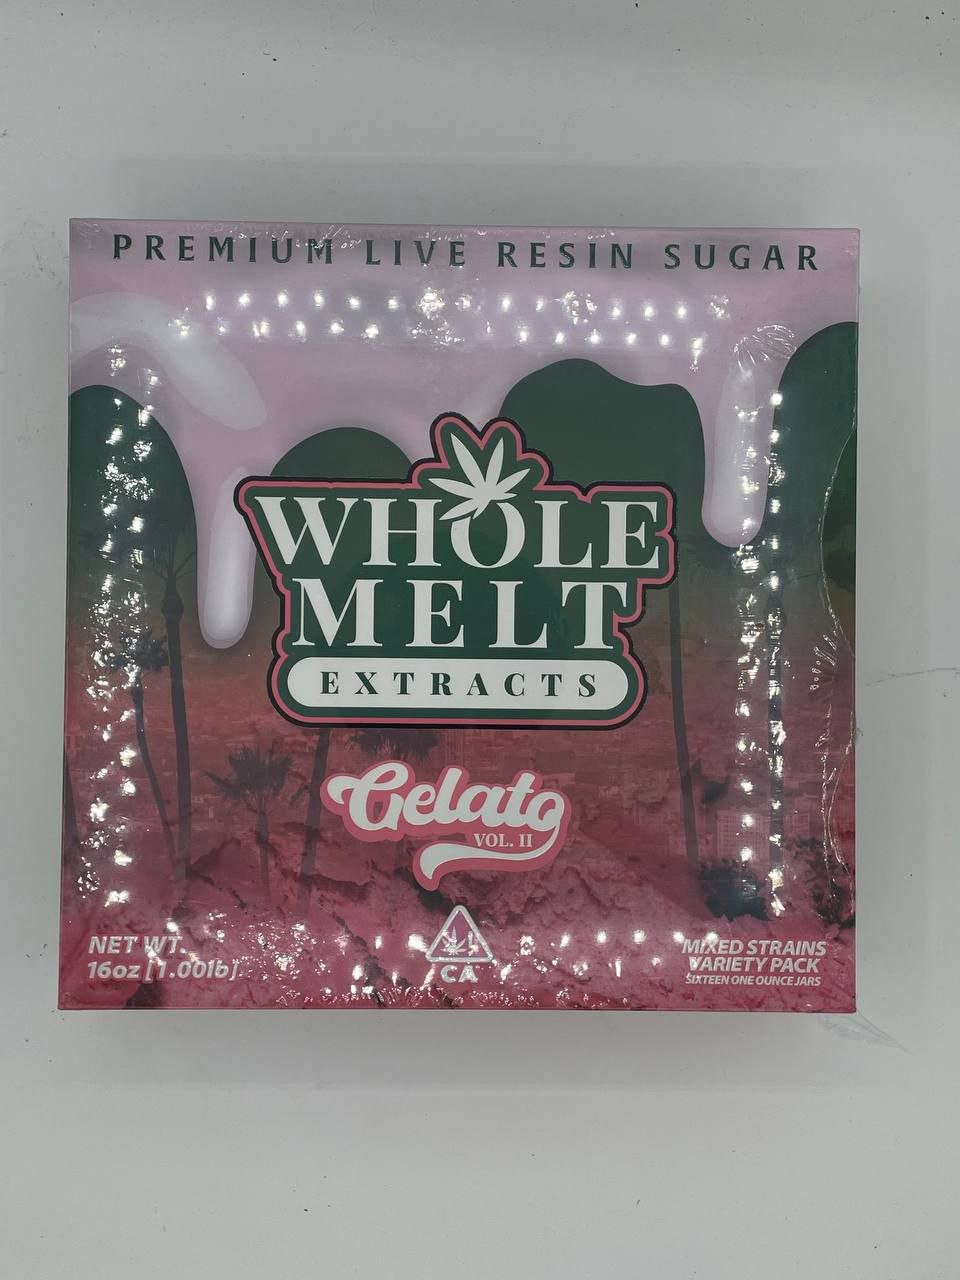 PREMIUM LIVE RESIN SUGAR
WHOLE
MELT
EXTRACTS
Gelato
VOL. II
NET WT.
16oz [1.00lb]
CA
MIXED STRAINS
VARIETY PACK
SIXTEEN ONE OUNCE JARS